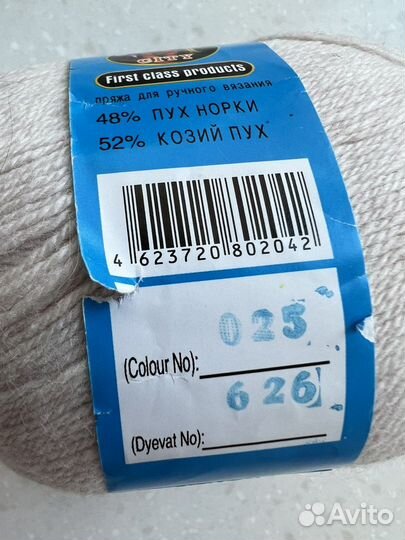 CITY
First class products
пряжа для ручного вязания
48% ПУХ НОРКИ
52% КОЗИЙ ПУХ
4 623720 802042
025
(Colour No):
626
(Dyevat No):
Avito